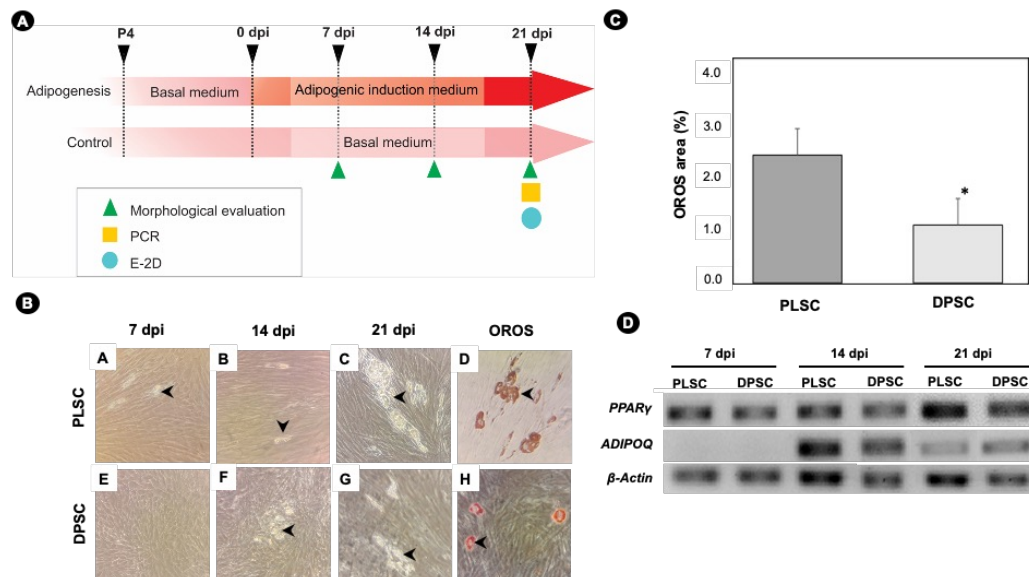 A
P4
0 dpi
7 dpi
14 dpi
21 dpi
Adipogenesis
Basal medium
Adipogenic induction medium
Control
Basal medium
Morphological evaluation
PCR
E-2D
B
7 dpi
14 dpi
21 dpi
OROS
PLSC
A
B
C
D
DPSC
E
F
G
H
C
OROS area (%)
4.0
3.0
2.0
1.0
0.0
*
PLSC
DPSC
D
7 dpi
14 dpi
21 dpi
PLSC
DPSC
PLSC
DPSC
PLSC
DPSC
PPARγ
ADIPOQ
β-Actin